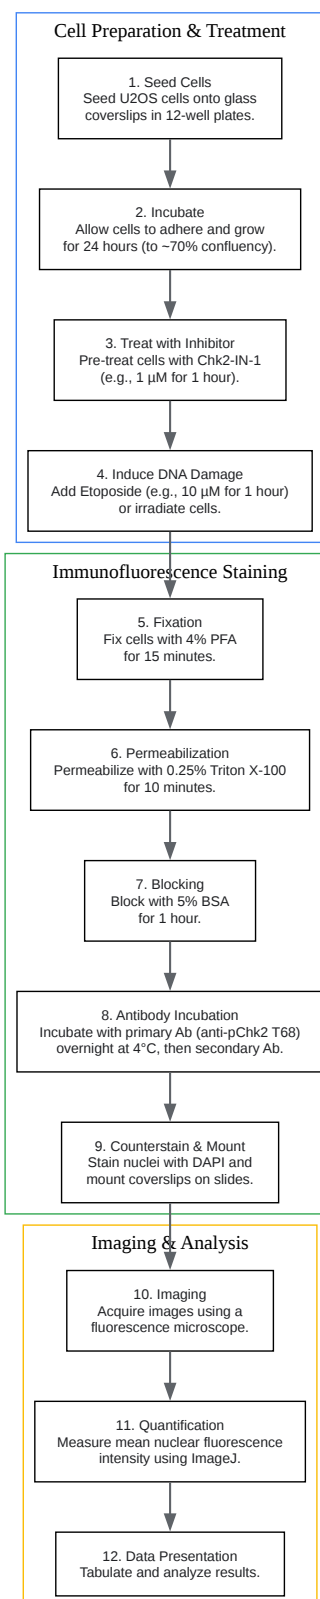 Cell Preparation & Treatment
1. Seed Cells
Seed U2OS cells onto glass
coverslips in 12-well plates.
2. Incubate
Allow cells to adhere and grow
for 24 hours (to ~70% confluency).
3. Treat with Inhibitor
Pre-treat cells with Chk2-IN-1
(e.g., 1 µM for 1 hour).
4. Induce DNA Damage
Add Etoposide (e.g., 10 µM for 1 hour)
or irradiate cells.
Immunofluorescence Staining
5. Fixation
Fix cells with 4% PFA
for 15 minutes.
6. Permeabilization
Permeabilize with 0.25% Triton X-100
for 10 minutes.
7. Blocking
Block with 5% BSA
for 1 hour.
8. Antibody Incubation
Incubate with primary Ab (anti-pChk2 T68)
overnight at 4°C, then secondary Ab.
9. Counterstain & Mount
Stain nuclei with DAPI and
mount coverslips on slides.
Imaging & Analysis
10. Imaging
Acquire images using a
fluorescence microscope.
11. Quantification
Measure mean nuclear fluorescence
intensity using ImageJ.
12. Data Presentation
Tabulate and analyze results.